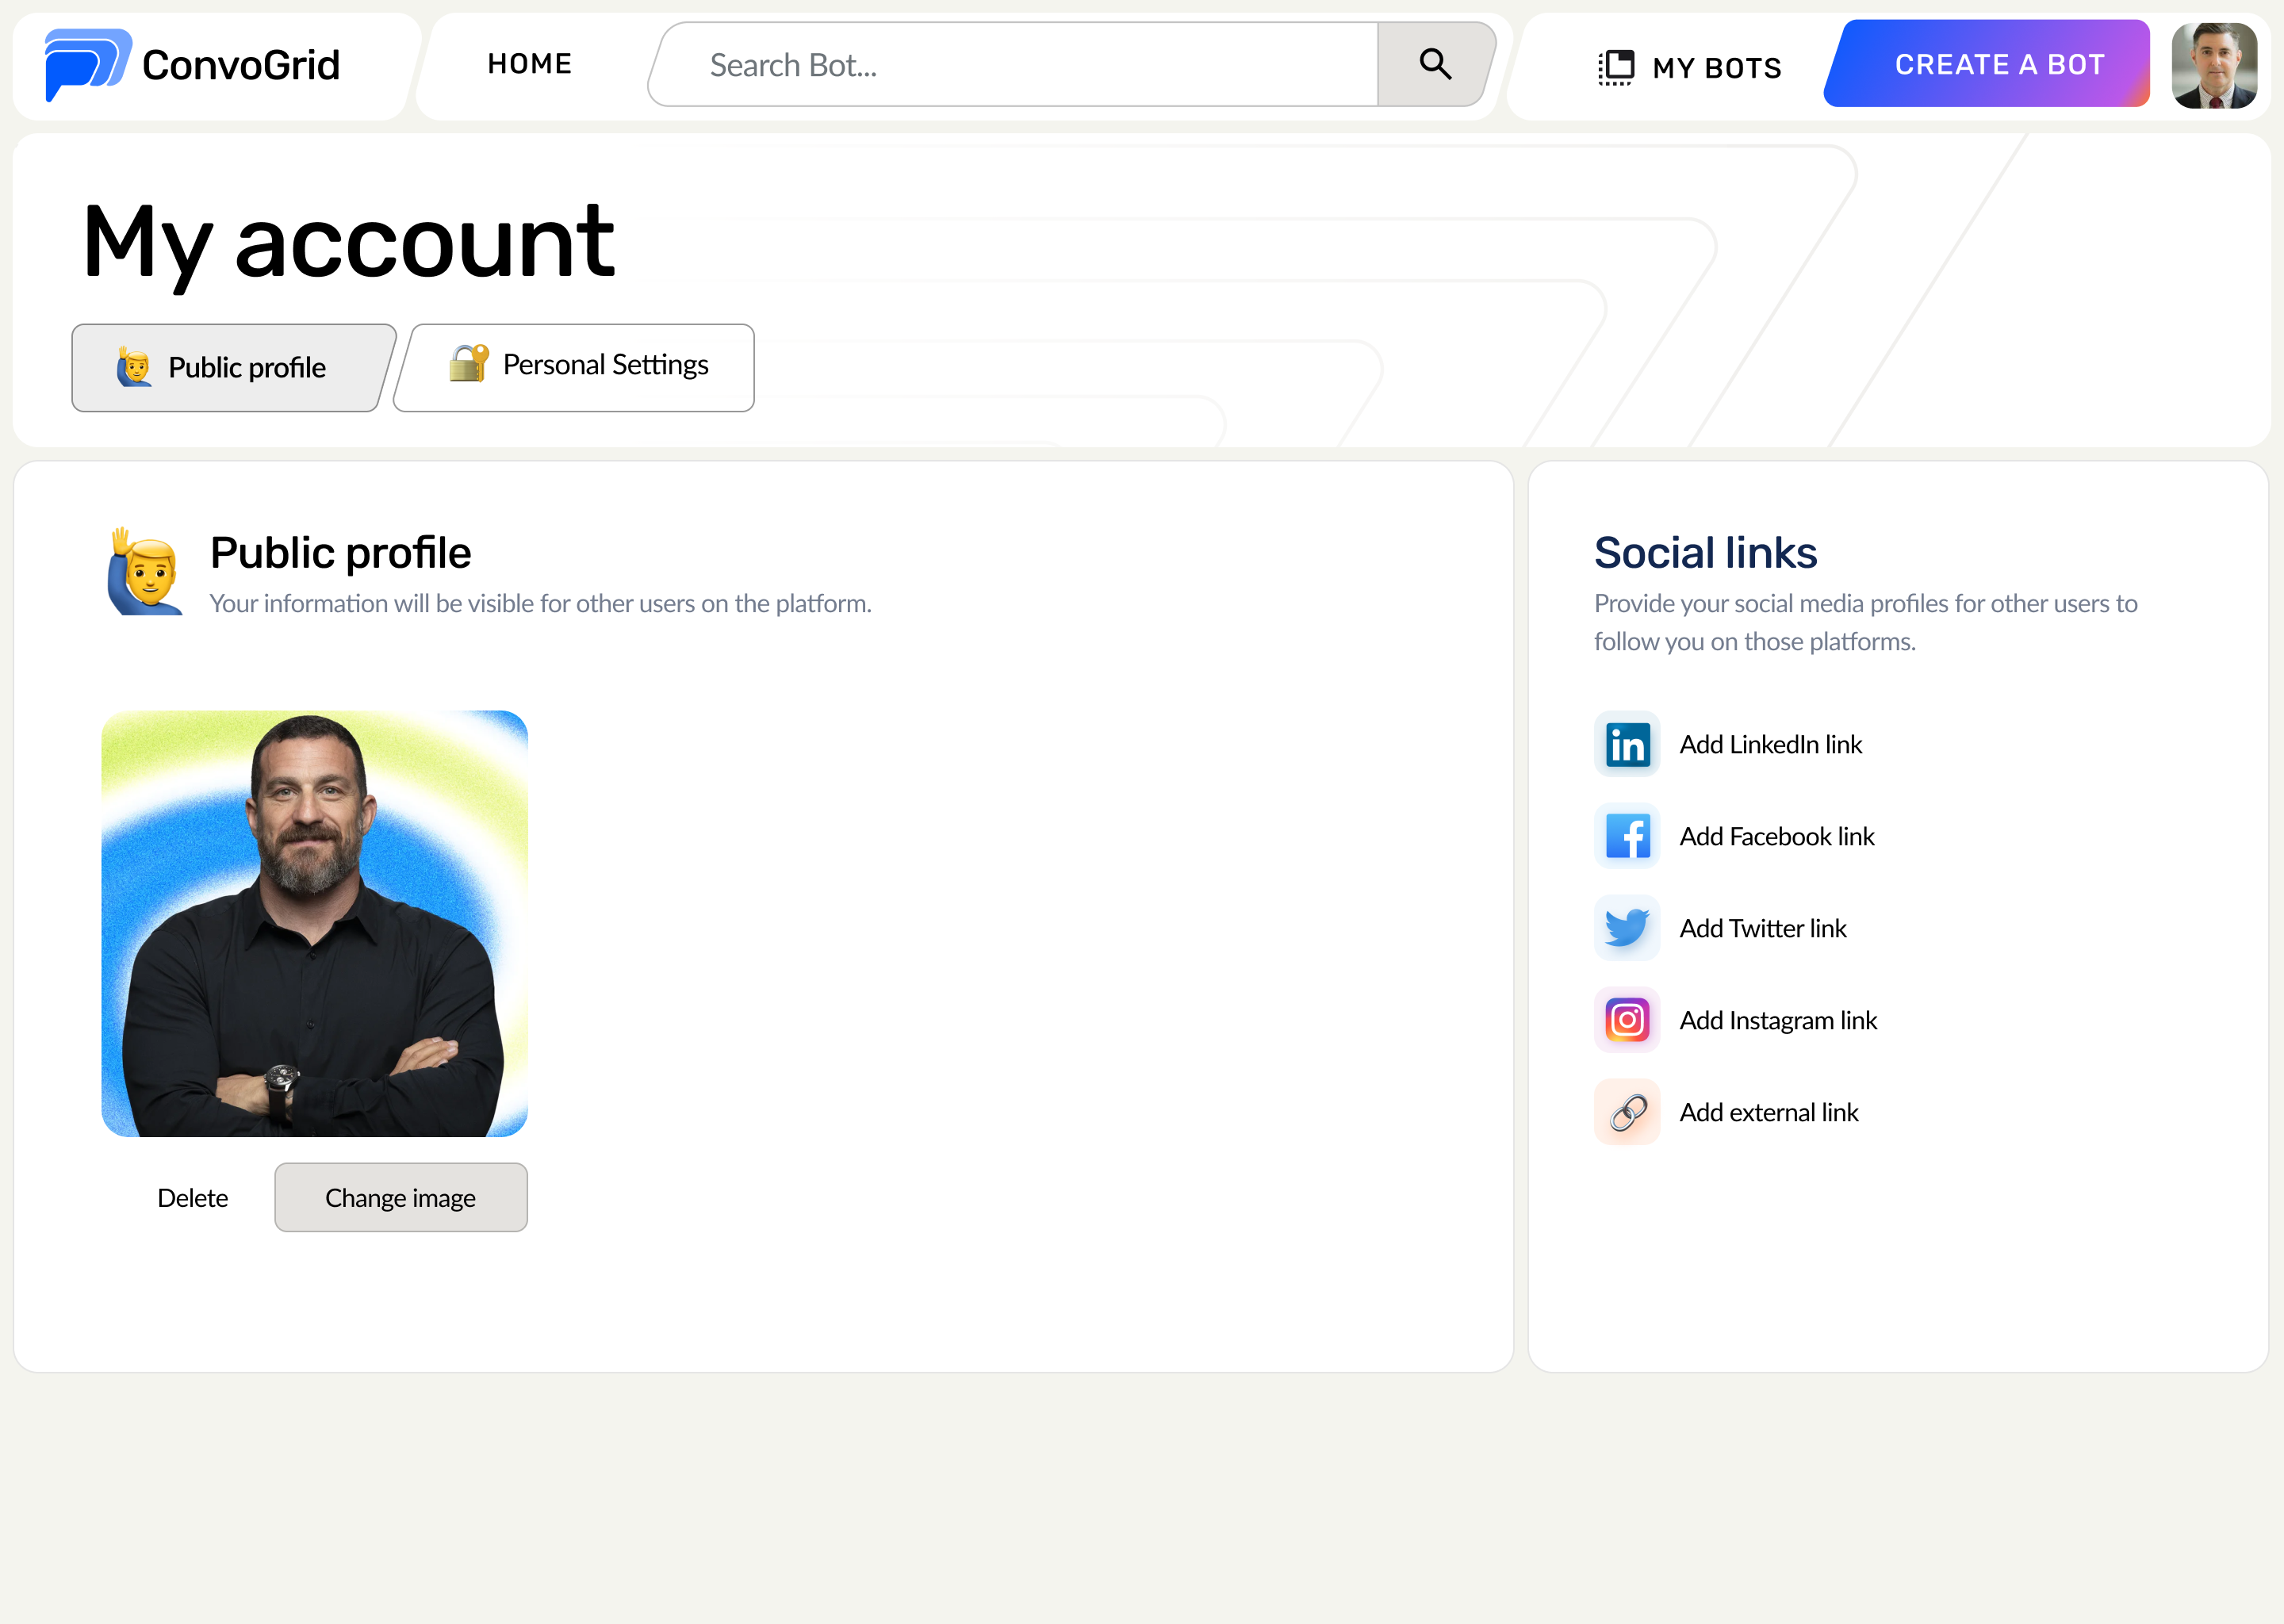 ConvoGrid
HOME
Search Bot...
MY BOTS
CREATE A BOT
My account
Public profile
Personal Settings
Public profile
Your information will be visible for other users on the platform.
Social links
Provide your social media profiles for other users to
follow you on those platforms.
in
Add LinkedIn link
f
Add Facebook link
Add Twitter link
Add Instagram link
Add external link
Delete
Change image